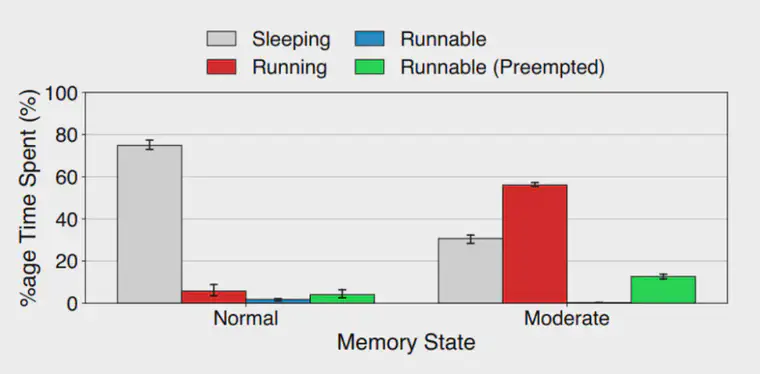 Sleeping Runnable
Running Runnable (Preempted)
100
80
60
40
20
0
%age Time Spent (%)
Normal Moderate
Memory State